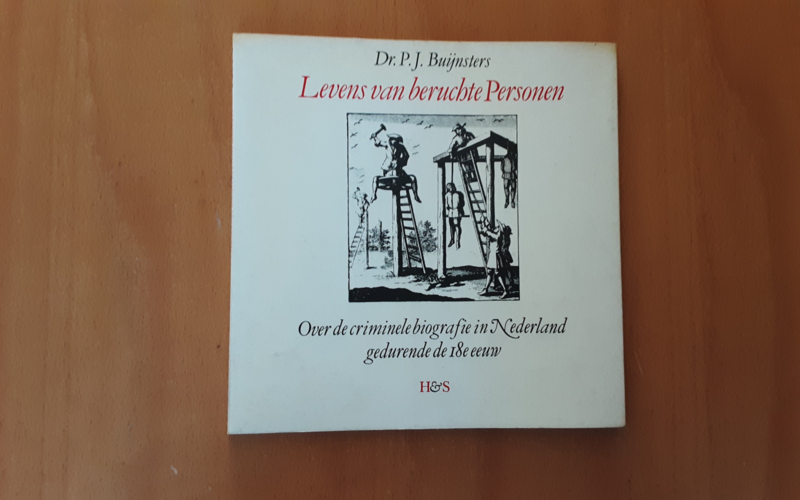 Dr. P. J. Buijnsters
Levens van beruchte Personen
Over de criminele biografie in Nederland
gedurende de 18e eeuw
H&S